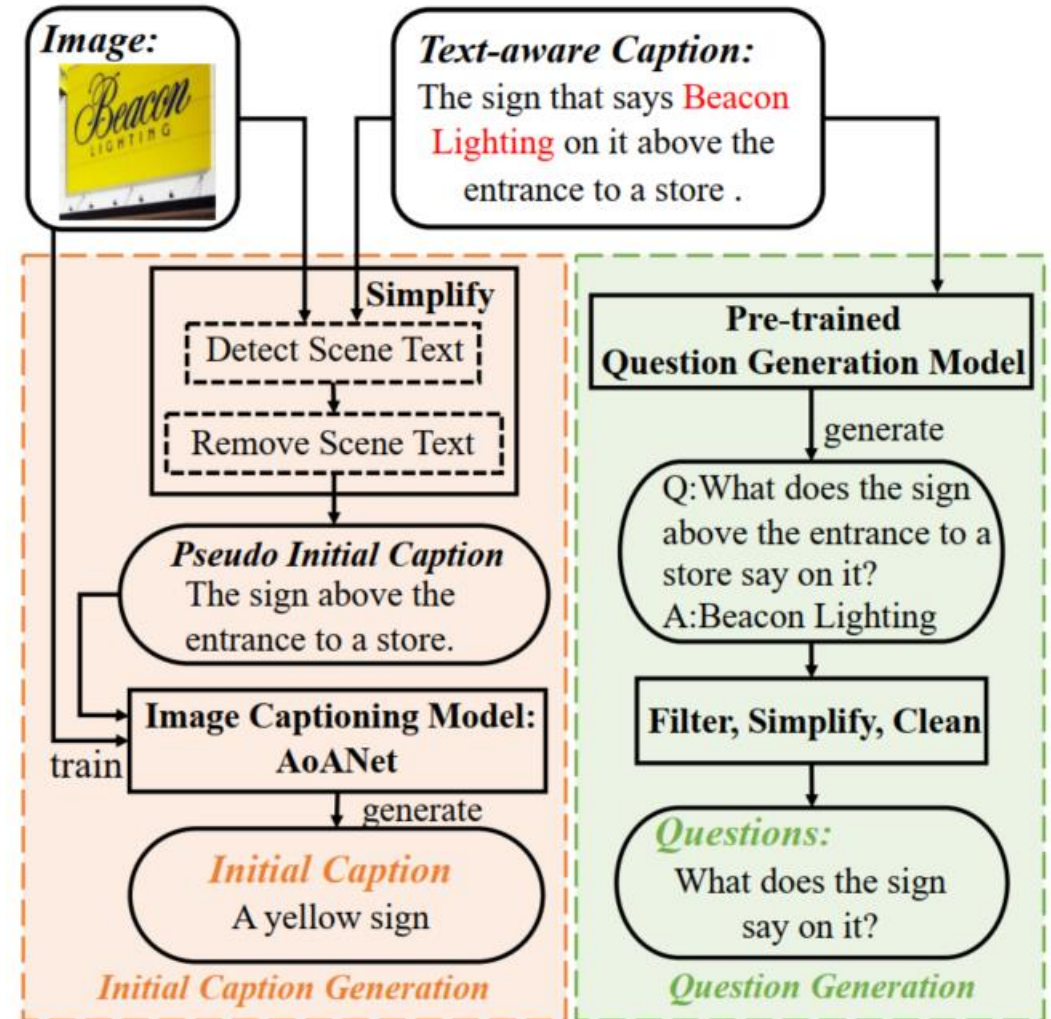 Image:
Beacon
LIGHTING
Text-aware Caption:
The sign that says Beacon
Lighting on it above the
entrance to a store .
Simplify
Detect Scene Text
Remove Scene Text
Pseudo Initial Caption
The sign above the
entrance to a store.
Image Captioning Model:
AoANet
train
generate
Initial Caption
A yellow sign
Initial Caption Generation
Pre-trained
Question Generation Model
generate
Q:What does the sign
above the entrance to a
store say on it?
A:Beacon Lighting
Filter, Simplify, Clean
Questions:
What does the sign
say on it?
Question Generation